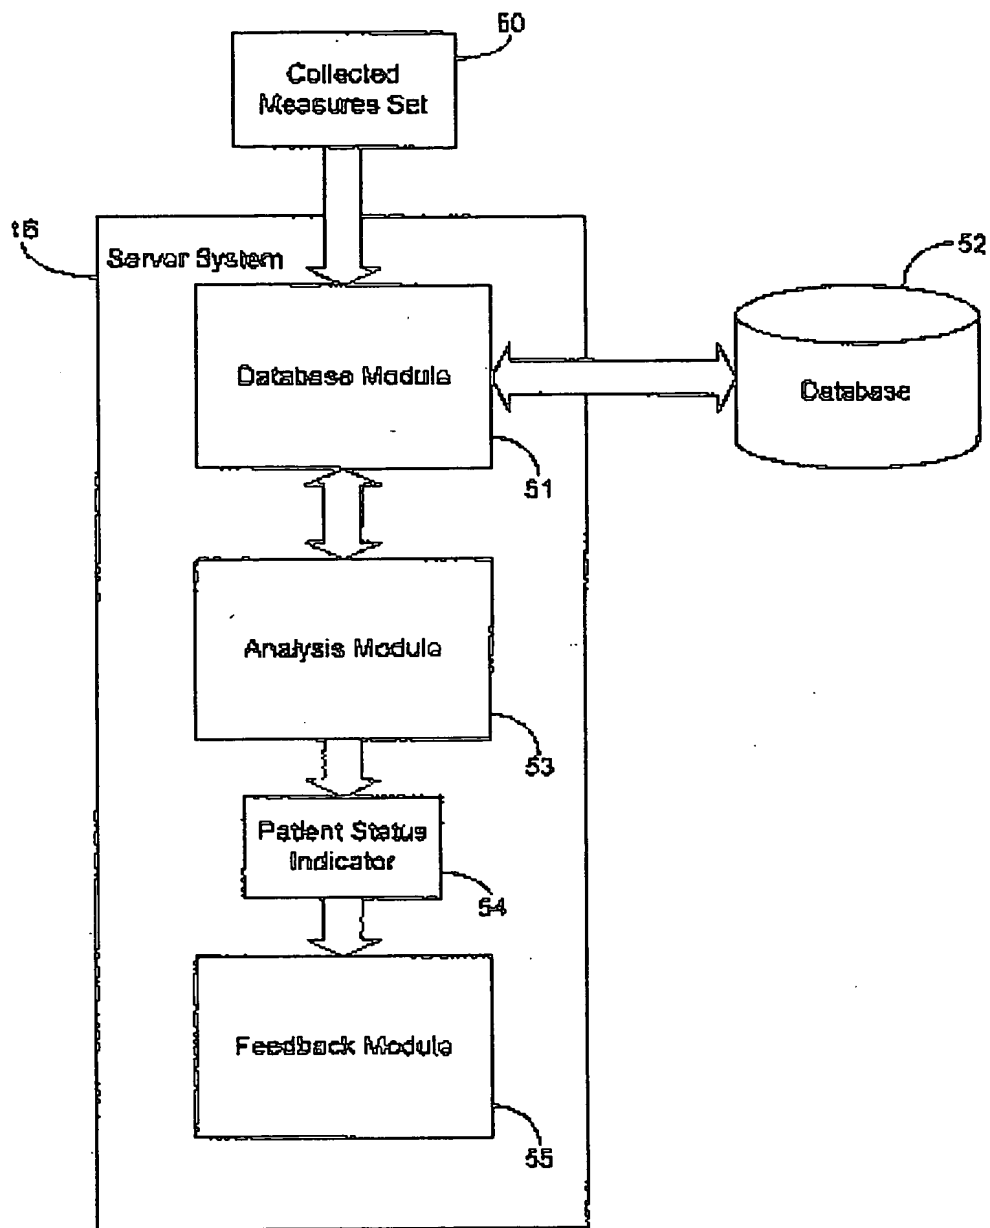 50
Collected
Measures Set
16
Server System
52
Database Module
Database
51
Analysis Module
53
Patient Status
Indicator
54
Feedback Module
55